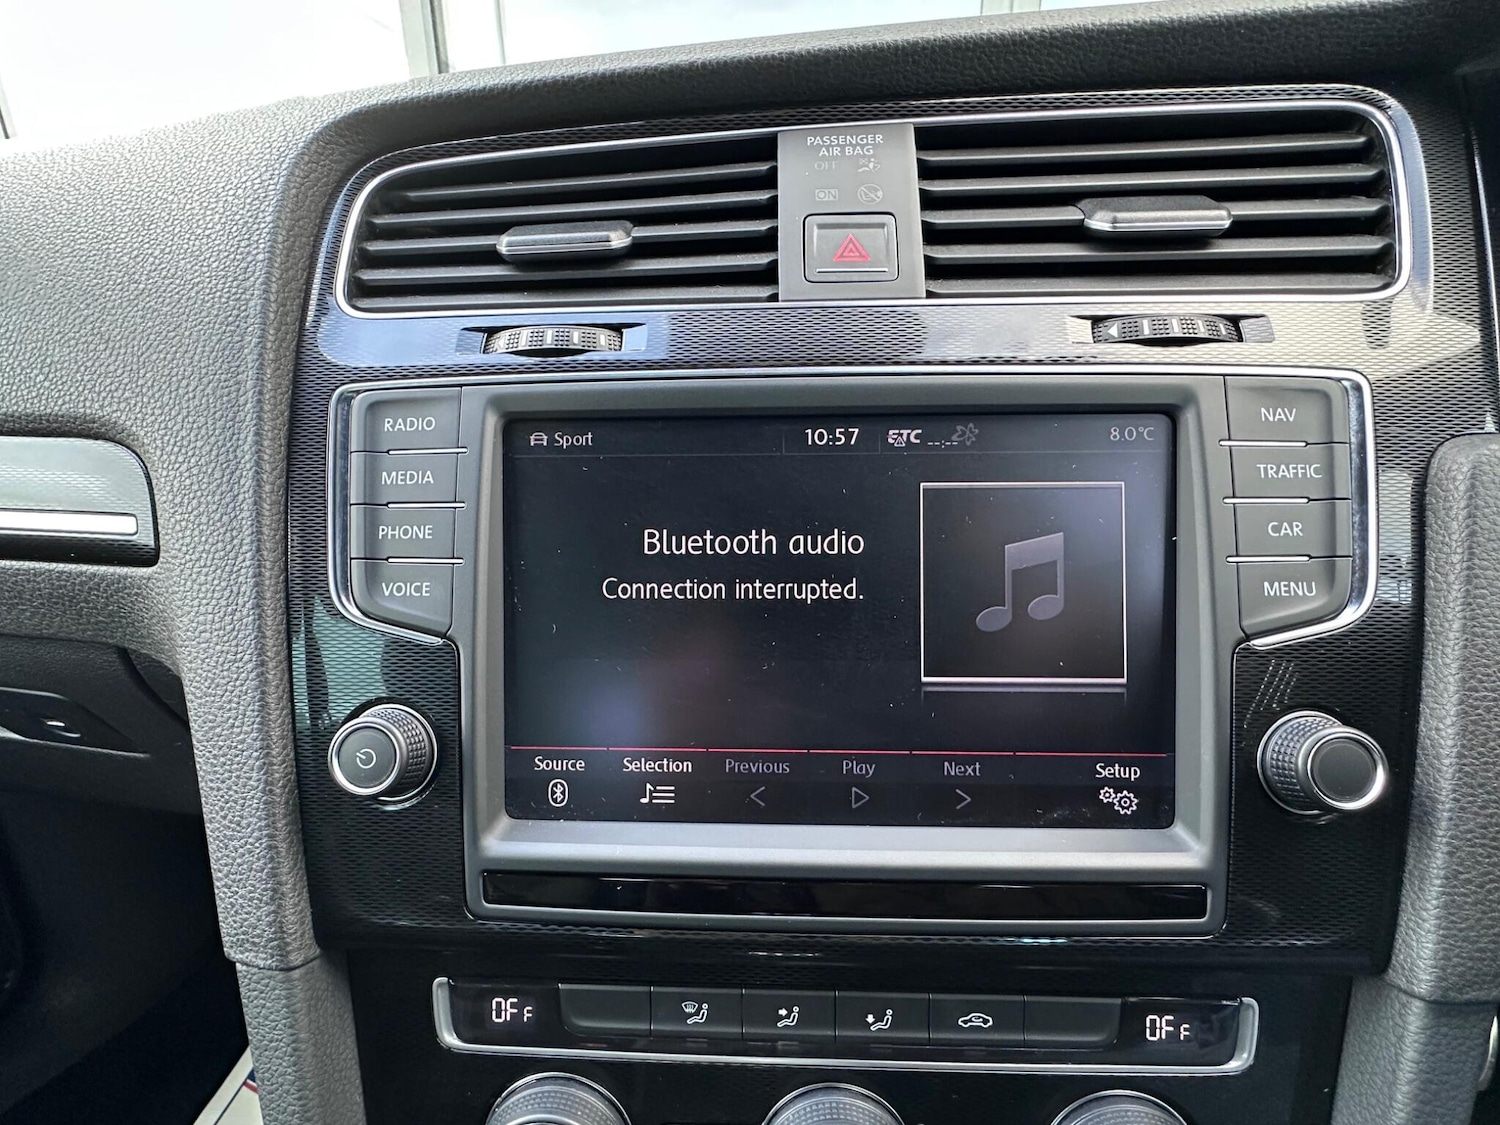 PASSENGER
AIR BAG
OFF
ON
RADIO
MEDIA
PHONE
VOICE
NAV
TRAFFIC
CAR
MENU
Sport
10:57
ETC --:--
8.0°C
Bluetooth audio
Connection interrupted.
Source
Selection
Previous
Play
Next
Setup
OFF
OFF